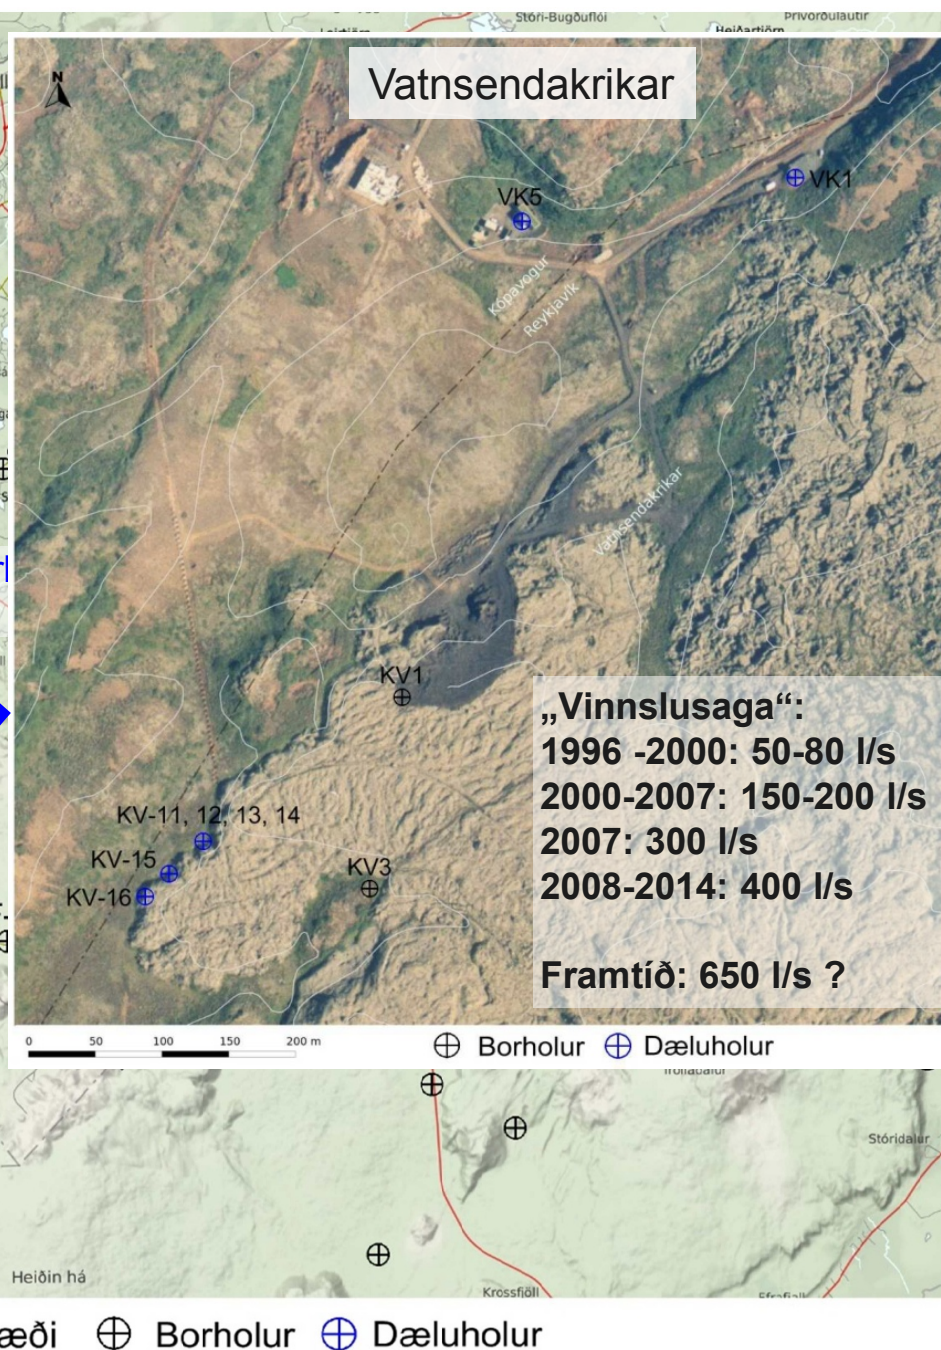 Stóri-Bugðuflói
Heiðartjörn
Vatnsendakrikar
N
VK1
VK5
Kópavogur
Reykjavík
Vatnsendakrikar
KV1
„Vinnslusaga“:
1996 -2000: 50-80 l/s
2000-2007: 150-200 l/s
2007: 300 l/s
2008-2014: 400 l/s
Framtíð: 650 l/s ?
KV-11, 12, 13, 14
KV-15
KV3
KV-16
0 50 100 150 200 m
Borholur Dæluholur
Stóridalur
Heiðin há
Krossfjöll
æði Borholur Dæluholur